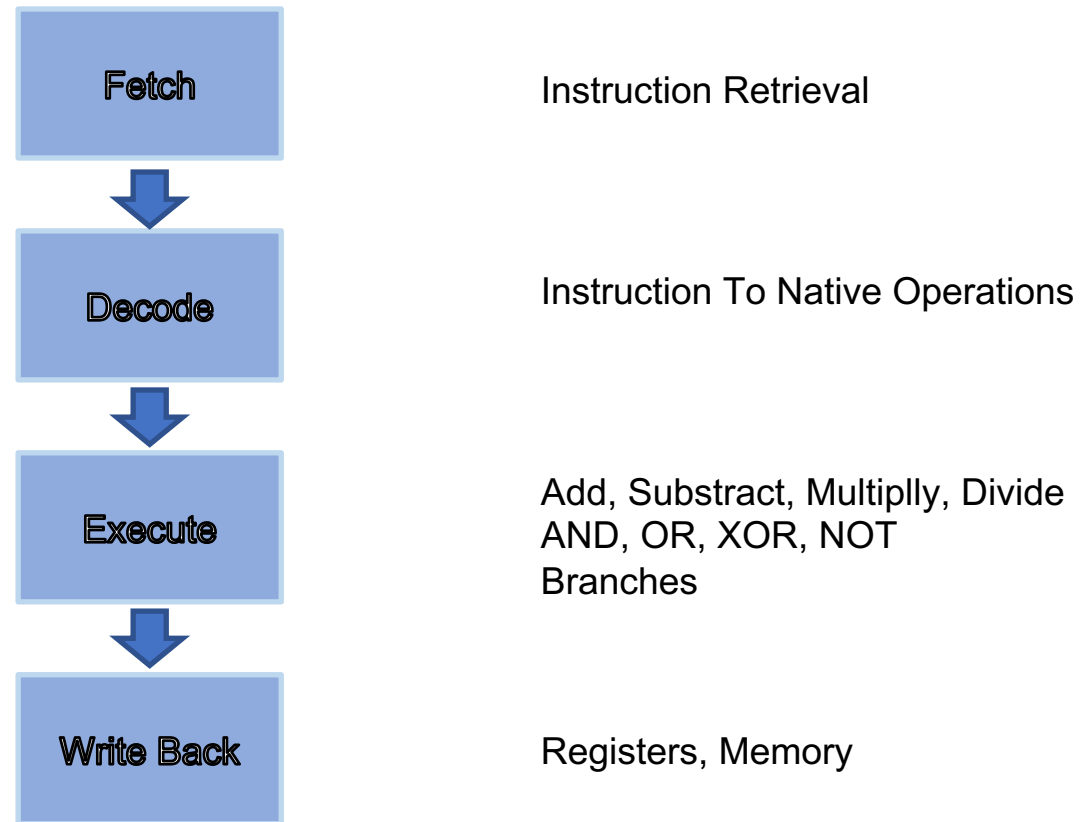 Fetch
Instruction Retrieval
Decode
Instruction To Native Operations
Execute
Add, Substract, Multiplly, Divide
AND, OR, XOR, NOT
Branches
Write Back
Registers, Memory